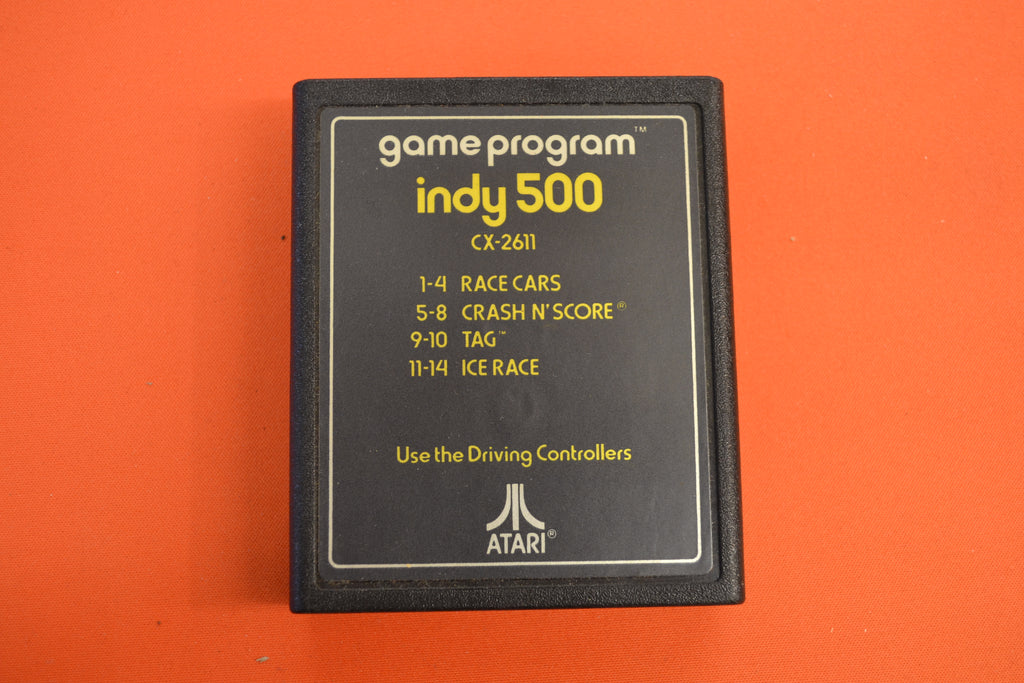 game program™
indy 500
CX-2611
1-4 RACE CARS
5-8 CRASH N' SCORE®
9-10 TAG™
11-14 ICE RACE
Use the Driving Controllers
ATARI®